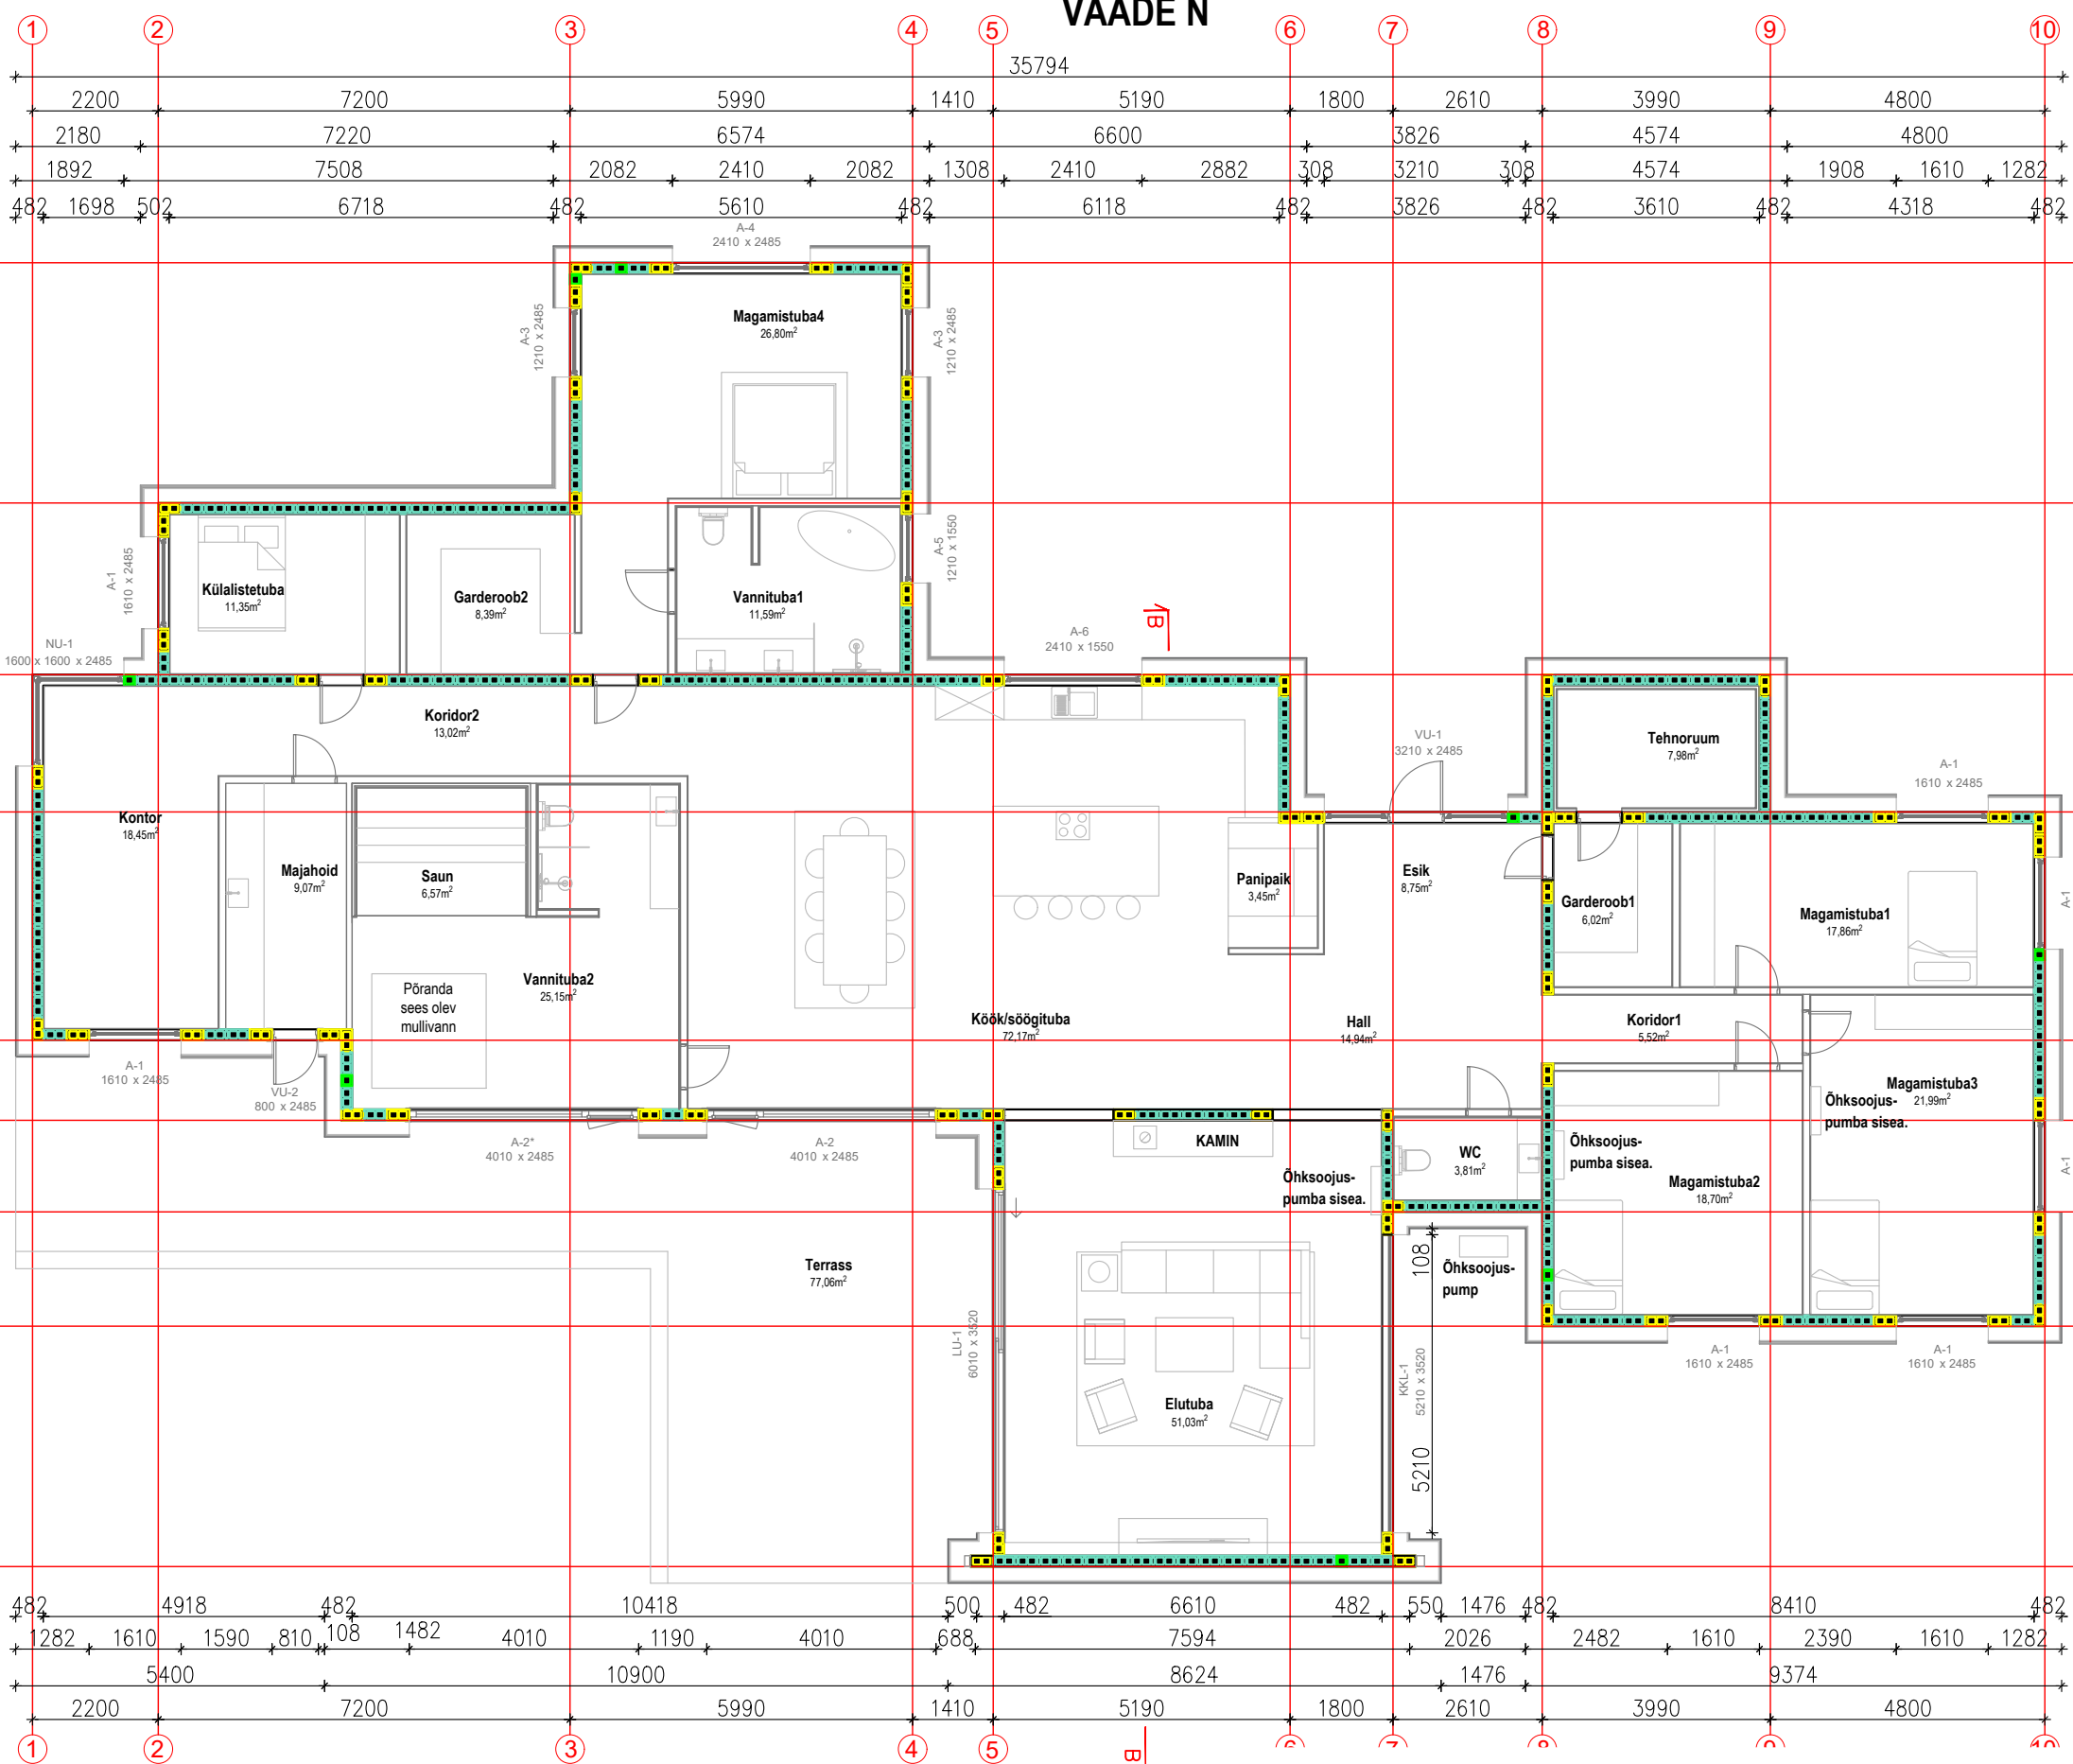 VAADE N
1 2 3 4 5 6 7 8 9 10
35794
2200 7200 5990 1410 5190 1800 2610 3990 4800
2180 7220 6574 6600 3826 4574 4800
1892 7508 2082 2410 2082 1308 2410 2882 308 3210 308 4574 1908 1610 1282
482 1698 502 6718 482 5610 482 6118 482 3826 482 3610 482 4318 482
A-4
2410 x 2485
A-3
1210 x 2485
Magamistuba4
26,80m²
A-3
1210 x 2485
A-1
1610 x 2485
Külalistetuba
11,35m²
Garderoob2
8,39m²
Vannituba1
11,59m²
A-5
1210 x 1550
B
NU-1
1600 x 1600 x 2485
A-6
2410 x 1550
Koridor2
13,02m²
VU-1
3210 x 2485
Tehnoruum
7,98m²
A-1
1610 x 2485
Kontor
18,45m²
Majahoid
9,07m²
Saun
6,57m²
Panipaik
3,45m²
Esik
8,75m²
Garderoob1
6,02m²
Magamistuba1
17,86m²
A-1
Põranda
sees olev
mullivann
Vannituba2
25,15m²
Köök/söögituba
72,17m²
Hall
14,94m²
Koridor1
5,52m²
A-1
1610 x 2485
VU-2
800 x 2485
Magamistuba3
21,99m²
Õhksoojus-
pumba sisea.
A-2*
4010 x 2485
A-2
4010 x 2485
KAMIN
WC
3,81m²
Õhksoojus-
pumba sisea.
Õhksoojus-
pumba sisea.
Magamistuba2
18,70m²
A-1
Terrass
77,06m²
108
Õhksoojus-
pump
LU-1
6010 x 3520
KKL-1
5210 x 3520
5210
A-1
1610 x 2485
A-1
1610 x 2485
Elutuba
51,03m²
482 4918 482 10418 500 482 6610 482 550 1476 482 8410 482
1282 1610 1590 810 108 1482 4010 1190 4010 688 7594 2026 2482 1610 2390 1610 1282
5400 10900 8624 1476 9374
2200 7200 5990 1410 5190 1800 2610 3990 4800
1 2 3 4 5 B 6 7 8 9 10